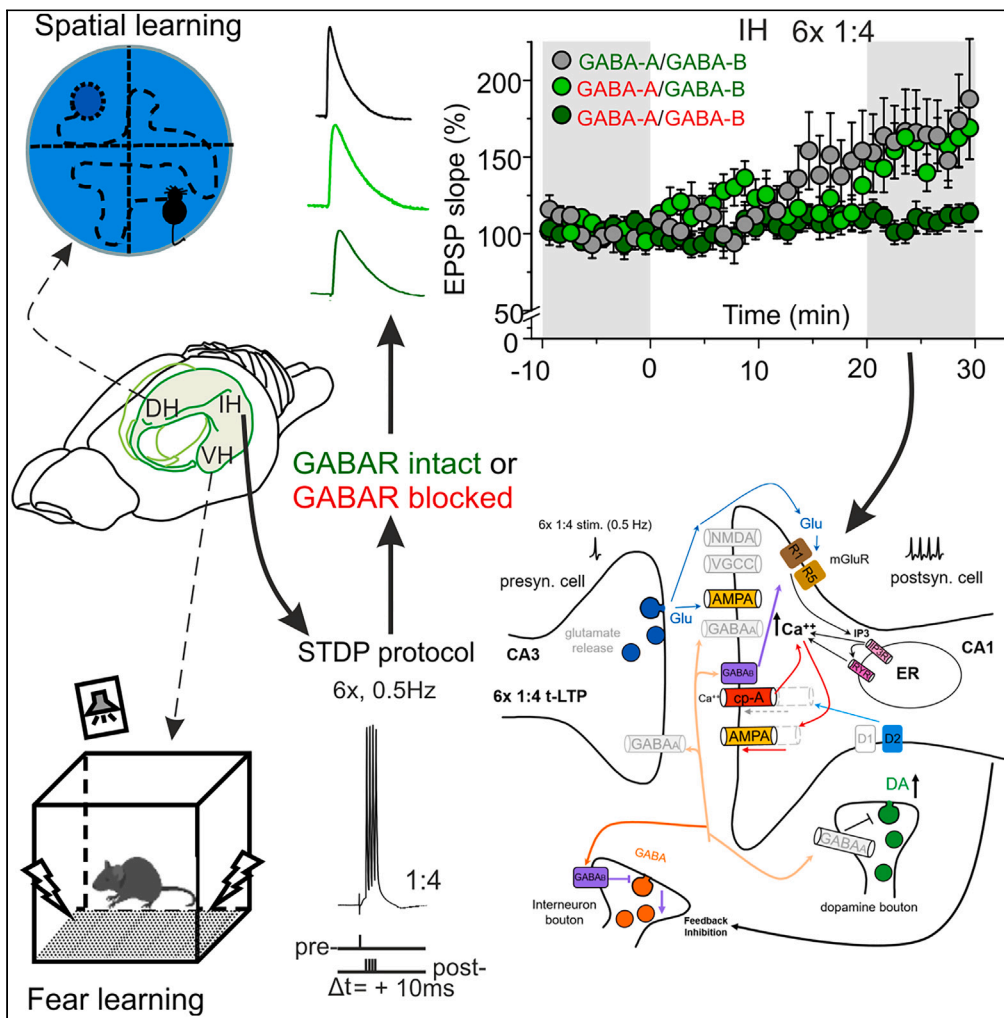 Spatial learning
DH
IH
VH
GABAR intact or
GABAR blocked
STDP protocol
6x, 0.5Hz
1:4
pre-
post-
Δt= + 10ms
Fear learning
IH 6x 1:4
GABA-A/GABA-B
GABA-A/GABA-B
GABA-A/GABA-B
EPSP slope (%)
200
150
100
50
0
Time (min)
-10
0
10
20
30
6x 1:4 stim. (0.5 Hz)
presyn. cell
CA3
glutamate
release
6x 1:4 t-LTP
Glu
Glu
NMDA
VGCC
AMPA
GABAA
GABAB
Ca++
cp-A
AMPA
GABAA
R1
R5
mGluR
postsyn. cell
Ca++
IP3
IP3R
RYR
ER
CA1
D1
D2
DA
GABAA
dopamine bouton
GABA
GABAB
Interneuron
bouton
Feedback
Inhibition